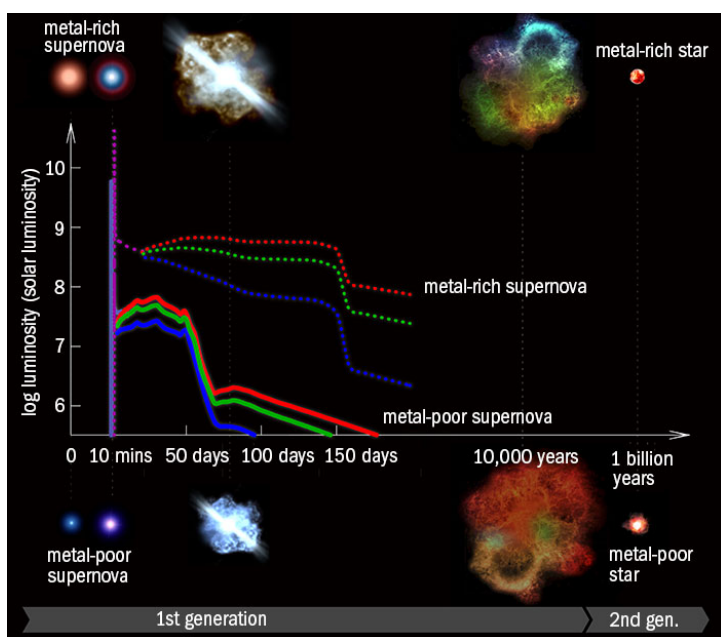 metal-rich
supernova
metal-rich star
10
9
8
7
6
log luminosity (solar luminosity)
metal-rich supernova
metal-poor supernova
0
10 mins
50 days
100 days
150 days
10,000 years
1 billion
years
metal-poor
supernova
metal-poor
star
1st generation
2nd gen.